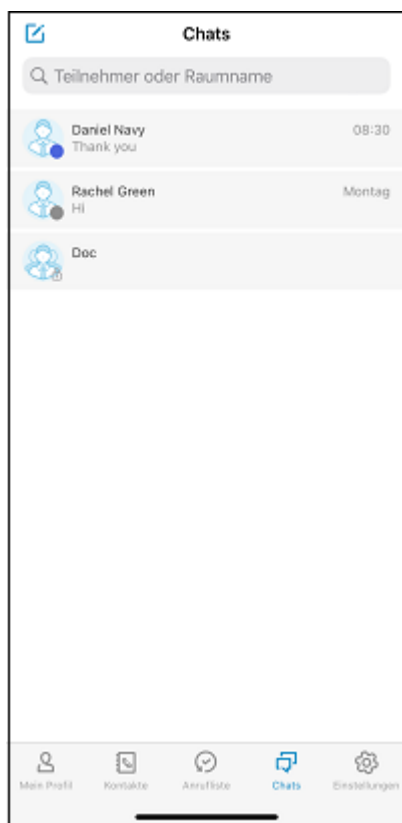 Chats
Teilnehmer oder Raumname
Daniel Navy 08:30
Thank you
Rachel Green Montag
Hi
Doc
Mein Profil Kontakte Anrufliste Chats Einstellungen